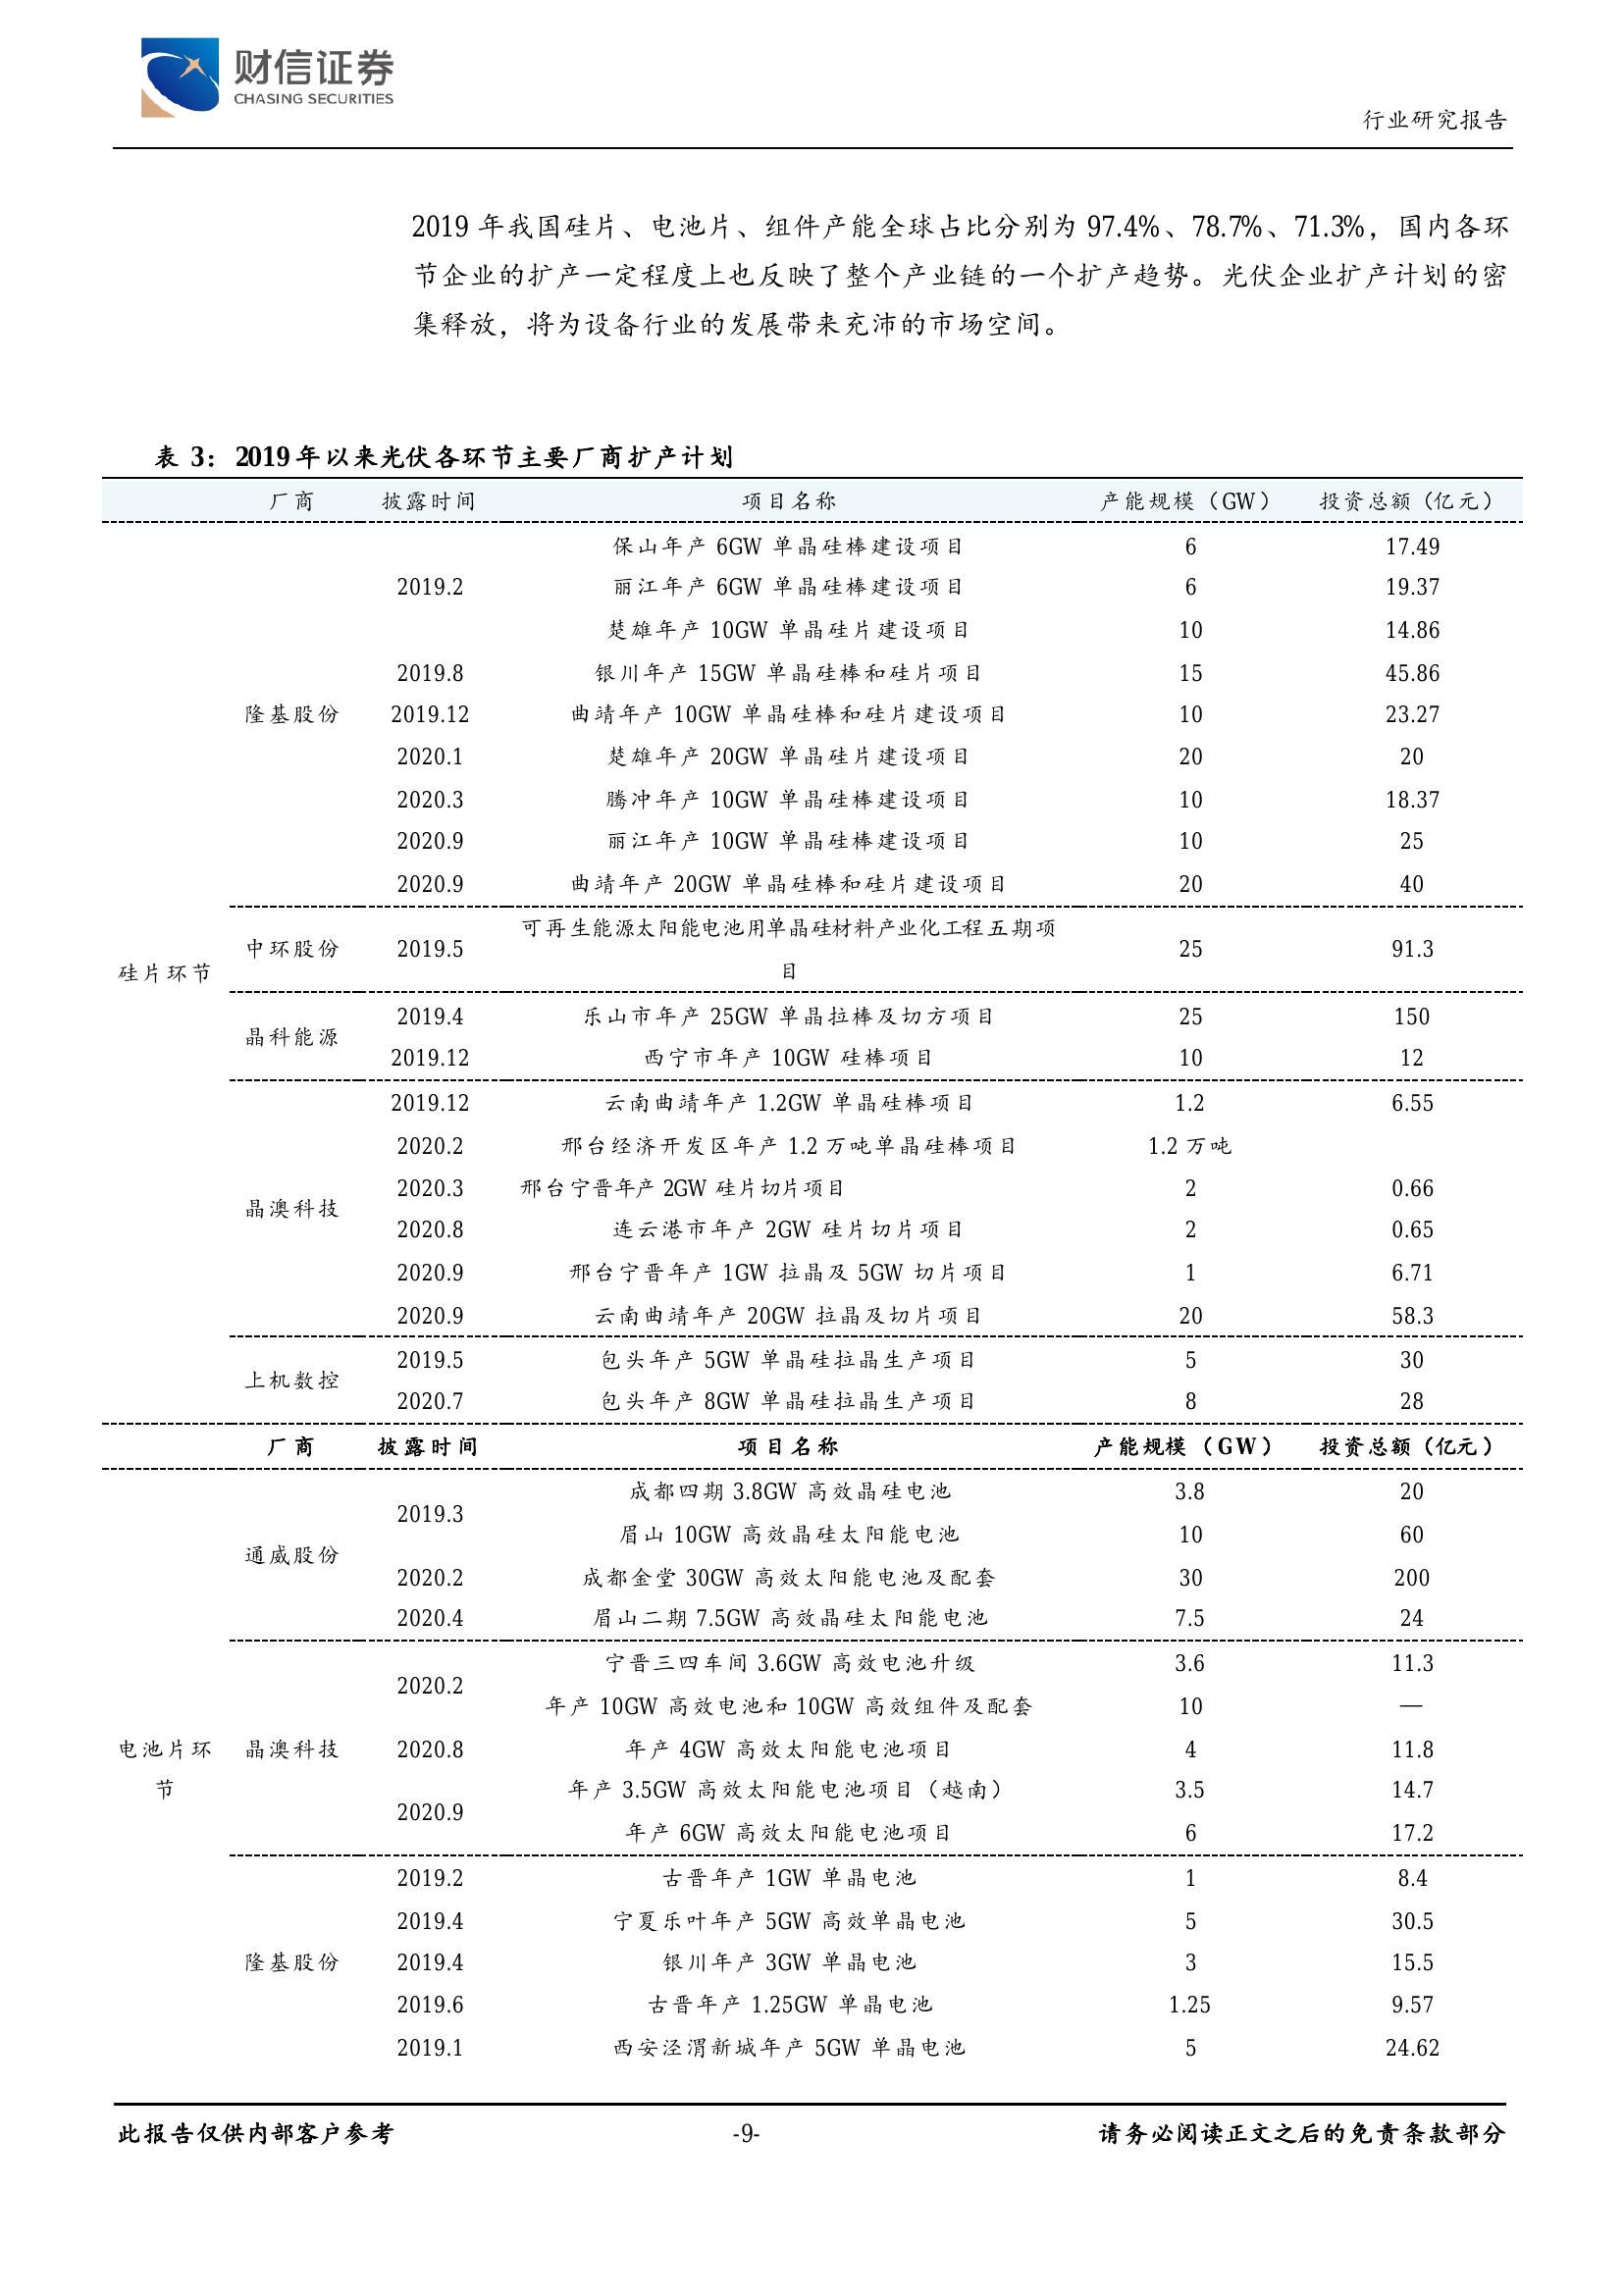 财信证券
CHASING SECURITIES
行业研究报告
2019 年我国硅片、电池片、组件产能全球占比分别为 97.4%、78.7%、71.3%，国内各环
节企业的扩产一定程度上也反映了整个产业链的一个扩产趋势。光伏企业扩产计划的密
集释放，将为设备行业的发展带来充沛的市场空间。
表 3：2019 年以来光伏各环节主要厂商扩产计划
厂商 披露时间 项目名称 产能规模（GW） 投资总额（亿元）
硅片环节
隆基股份
2019.2
保山年产 6GW 单晶硅棒建设项目 6 17.49
丽江年产 6GW 单晶硅棒建设项目 6 19.37
楚雄年产 10GW 单晶硅片建设项目 10 14.86
2019.8 银川年产 15GW 单晶硅棒和硅片项目 15 45.86
2019.12 曲靖年产 10GW 单晶硅棒和硅片建设项目 10 23.27
2020.1 楚雄年产 20GW 单晶硅片建设项目 20 20
2020.3 腾冲年产 10GW 单晶硅棒建设项目 10 18.37
2020.9 丽江年产 10GW 单晶硅棒建设项目 10 25
2020.9 曲靖年产 20GW 单晶硅棒和硅片建设项目 20 40
中环股份 2019.5 可再生能源太阳能电池用单晶硅材料产业化工程五期项
目 25 91.3
晶科能源
2019.4 乐山市年产 25GW 单晶拉棒及切方项目 25 150
2019.12 西宁市年产 10GW 硅棒项目 10 12
晶澳科技
2019.12 云南曲靖年产 1.2GW 单晶硅棒项目 1.2 6.55
2020.2 邢台经济开发区年产 1.2 万吨单晶硅棒项目 1.2 万吨
2020.3 邢台宁晋年产 2GW 硅片切片项目 2 0.66
2020.8 连云港市年产 2GW 硅片切片项目 2 0.65
2020.9 邢台宁晋年产 1GW 拉晶及 5GW 切片项目 1 6.71
2020.9 云南曲靖年产 20GW 拉晶及切片项目 20 58.3
上机数控
2019.5 包头年产 5GW 单晶硅拉晶生产项目 5 30
2020.7 包头年产 8GW 单晶硅拉晶生产项目 8 28
厂商 披露时间 项目名称 产能规模（GW） 投资总额（亿元）
电池片环
节
通威股份
2019.3
成都四期 3.8GW 高效晶硅电池 3.8 20
眉山 10GW 高效晶硅太阳能电池 10 60
2020.2 成都金堂 30GW 高效太阳能电池及配套 30 200
2020.4 眉山二期 7.5GW 高效晶硅太阳能电池 7.5 24
晶澳科技
2020.2
宁晋三四车间 3.6GW 高效电池升级 3.6 11.3
年产 10GW 高效电池和 10GW 高效组件及配套 10 —
2020.8 年产 4GW 高效太阳能电池项目 4 11.8
2020.9
年产 3.5GW 高效太阳能电池项目（越南） 3.5 14.7
年产 6GW 高效太阳能电池项目 6 17.2
隆基股份
2019.2 古晋年产 1GW 单晶电池 1 8.4
2019.4 宁夏乐叶年产 5GW 高效单晶电池 5 30.5
2019.4 银川年产 3GW 单晶电池 3 15.5
2019.6 古晋年产 1.25GW 单晶电池 1.25 9.57
2019.1 西安泾渭新城年产 5GW 单晶电池 5 24.62
此报告仅供内部客户参考 -9- 请务必阅读正文之后的免责条款部分